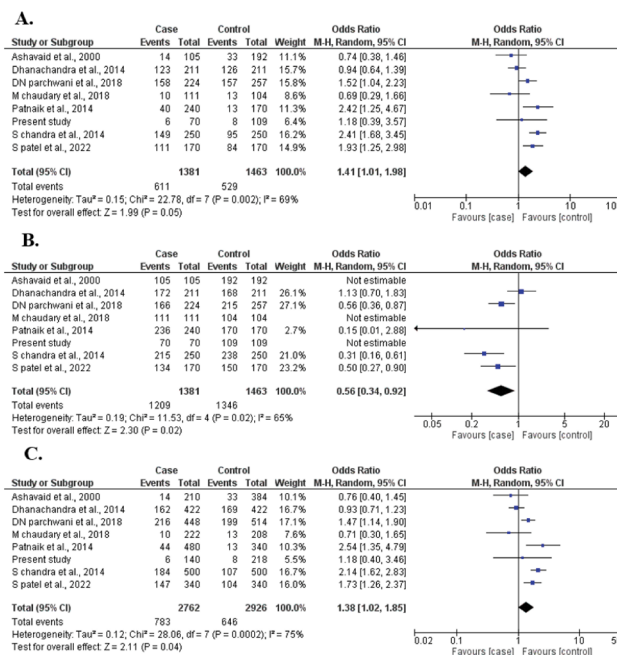 A.
Case Control Odds Ratio Odds Ratio
Study or Subgroup Events Total Events Total Weight M-H, Random, 95% CI M-H, Random, 95% CI
Ashavaid et al., 2000 14 105 33 192 11.1% 0.74 [0.38, 1.46]
Dhanachandra et al., 2014 123 211 126 211 15.7% 0.94 [0.64, 1.39]
DN parchwani et al., 2018 158 224 157 257 15.8% 1.52 [1.04, 2.23]
M chaudary et al., 2018 10 111 13 104 8.6% 0.69 [0.29, 1.66]
Patnaik et al., 2014 40 240 13 170 11.7% 2.42 [1.25, 4.67]
Present study 6 70 8 109 6.0% 1.18 [0.39, 3.57]
S chandra et al., 2014 149 250 95 250 16.2% 2.41 [1.68, 3.45]
S patel et al., 2022 111 170 84 170 14.9% 1.93 [1.25, 2.98]
Total (95% CI) 1381 1463 100.0% 1.41 [1.01, 1.98]
Total events 611 529
Heterogeneity: Tau² = 0.15; Chi² = 22.78, df = 7 (P = 0.002); I² = 69%
Test for overall effect: Z = 1.99 (P = 0.05)
0.01 0.1 1 10
Favours [case] Favours [control]
B.
Case Control Odds Ratio Odds Ratio
Study or Subgroup Events Total Events Total Weight M-H, Random, 95% CI M-H, Random, 95% CI
Ashavaid et al., 2000 105 105 192 192 Not estimable
Dhanachandra et al., 2014 172 211 168 211 26.1% 1.13 [0.70, 1.83]
DN parchwani et al., 2018 166 224 215 257 27.1% 0.56 [0.36, 0.87]
M chaudary et al., 2018 111 111 104 104 Not estimable
Patnaik et al., 2014 236 240 170 170 2.7% 0.15 [0.01, 2.88]
Present study 70 70 109 109 Not estimable
S chandra et al., 2014 215 250 238 250 21.0% 0.31 [0.16, 0.61]
S patel et al., 2022 134 170 150 170 23.2% 0.50 [0.27, 0.90]
Total (95% CI) 1381 1463 100.0% 0.56 [0.34, 0.92]
Total events 1209 1346
Heterogeneity: Tau² = 0.19; Chi² = 11.53, df = 4 (P = 0.02); I² = 65%
Test for overall effect: Z = 2.30 (P = 0.02)
0.05 0.2 1 5 20
Favours [case] Favours [control]
C.
Case Control Odds Ratio Odds Ratio
Study or Subgroup Events Total Events Total Weight M-H, Random, 95% CI M-H, Random, 95% CI
Ashavaid et al., 2000 14 210 33 384 10.1% 0.76 [0.40, 1.45]
Dhanachandra et al., 2014 162 422 169 422 16.7% 0.93 [0.71, 1.23]
DN parchwani et al., 2018 216 448 199 514 17.1% 1.47 [1.14, 1.90]
M chaudary et al., 2018 10 222 13 208 8.0% 0.71 [0.30, 1.65]
Patnaik et al., 2014 44 480 13 340 10.3% 2.54 [1.35, 4.79]
Present study 6 140 8 218 5.5% 1.18 [0.40, 3.46]
S chandra et al., 2014 184 500 107 500 16.7% 2.14 [1.62, 2.83]
S patel et al., 2022 147 340 104 340 16.0% 1.73 [1.26, 2.37]
Total (95% CI) 2762 2926 100.0% 1.38 [1.02, 1.85]
Total events 783 646
Heterogeneity: Tau² = 0.12; Chi² = 28.06, df = 7 (P = 0.0002); I² = 75%
Test for overall effect: Z = 2.11 (P = 0.04)
0.02 0.1 1 10
Favours [case] Favours [control]